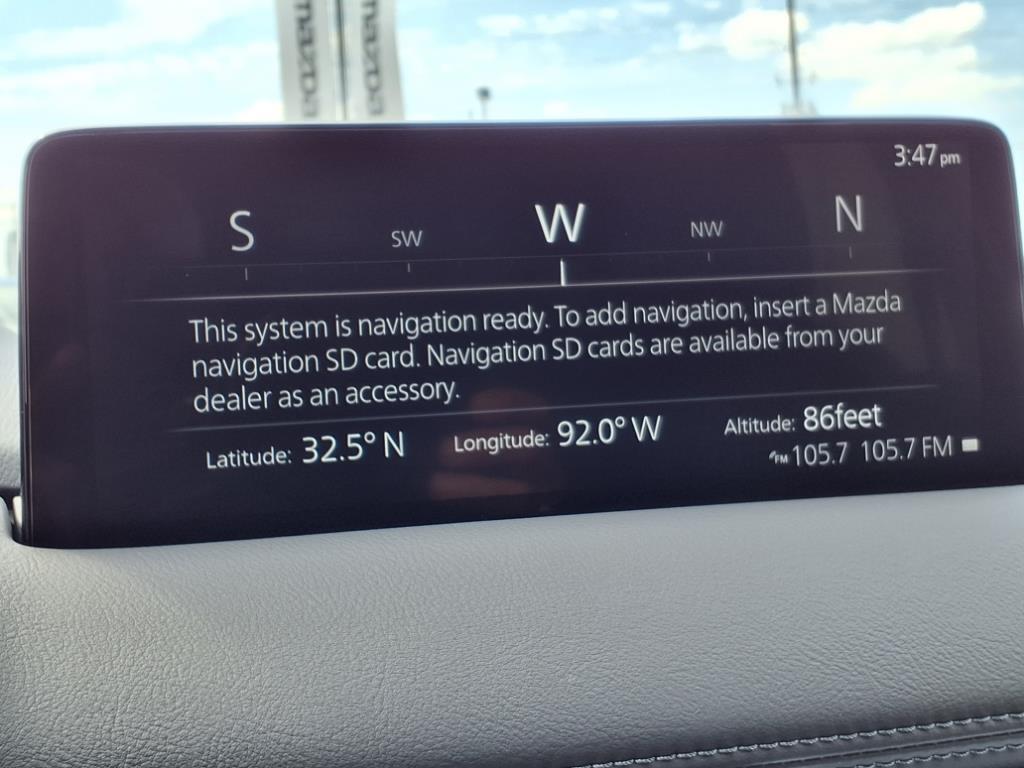 mazda mazda
3:47 pm
S SW W NW N
This system is navigation ready. To add navigation, insert a Mazda
navigation SD card. Navigation SD cards are available from your
dealer as an accessory.
Latitude: 32.5° N Longitude: 92.0° W Altitude: 86feet
FM 105.7 105.7 FM